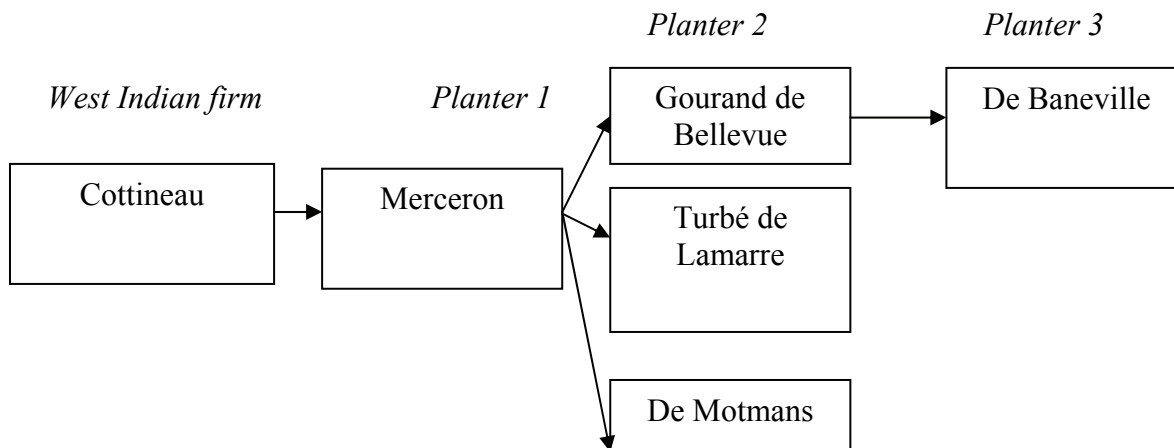 Planter 2
Planter 3
West Indian firm
Planter 1
Gourand de
Bellevue
De Baneville
Cottineau
Merceron
Turbé de
Lamarre
De Motmans